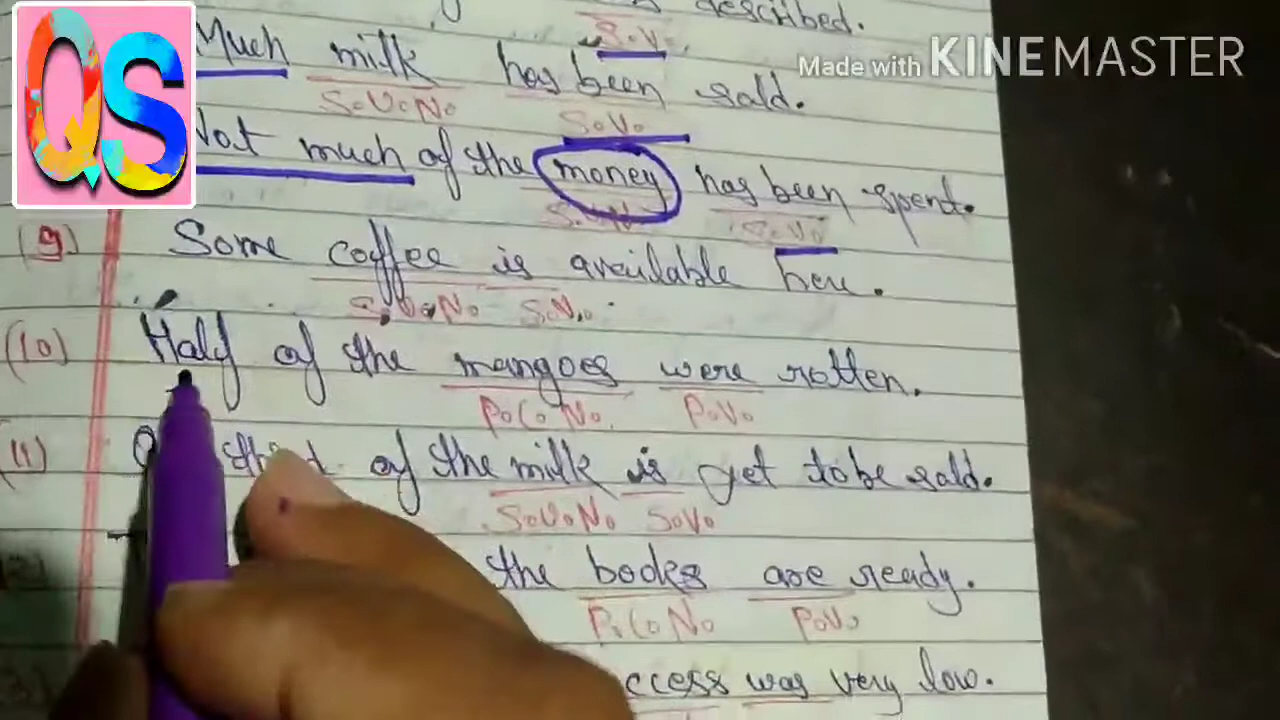 described.
S.V.
Made with KINEMASTER
QS
Much milk has been sold.
S.U.N. S.V.
Not much of the money has been spent.
S.U.N. S.V.
(9) Some coffee is available here.
S.U.N. S.V.
(10) Half of the mangoes were rotten.
P.C.N. P.V.
(11) of the milk is yet to be sold.
S.U.N. S.V.
the books are ready.
P.C.N. P.V.
ccess was very low.